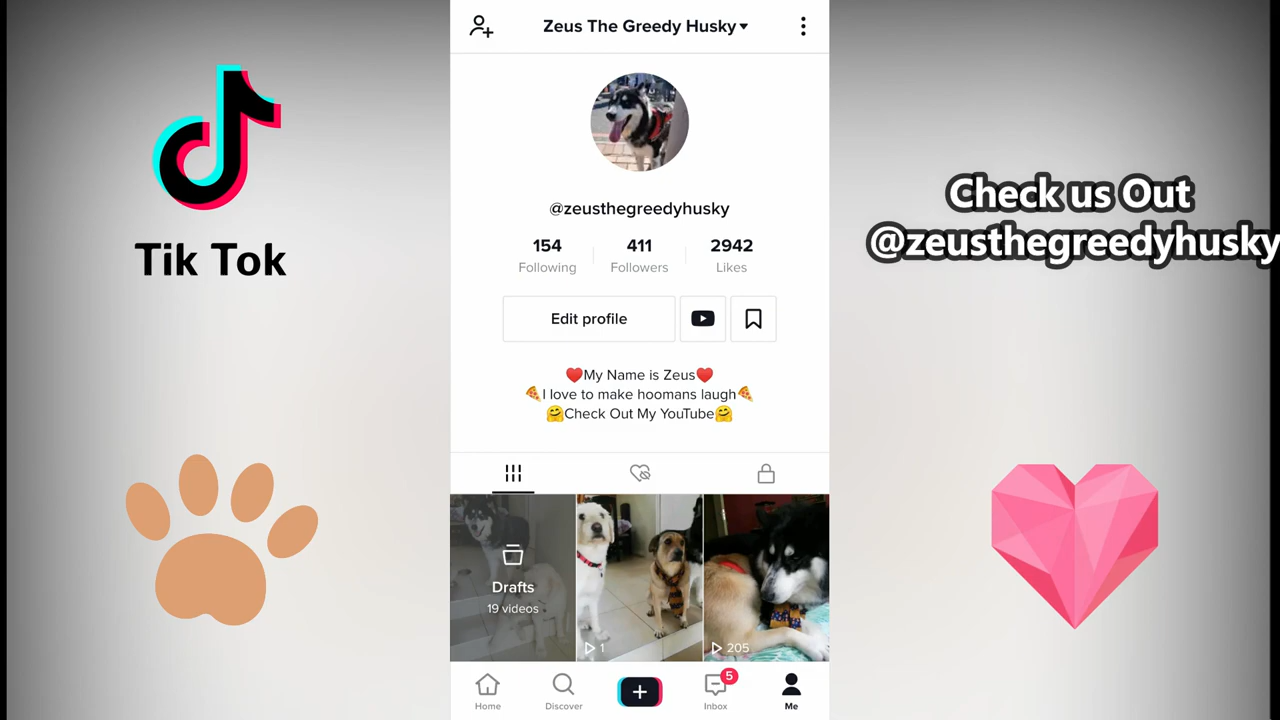 Tik Tok
Zeus The Greedy Husky
@zeusthegreedyhusky
154
Following
411
Followers
2942
Likes
Edit profile
♥️My Name is Zeus♥️
🍕I love to make hoomans laugh🍕
🤗Check Out My YouTube🤗
Drafts
19 videos
1
205
Home
Discover
5
Inbox
Me
Check us Out
@zeusthegreedyhusky